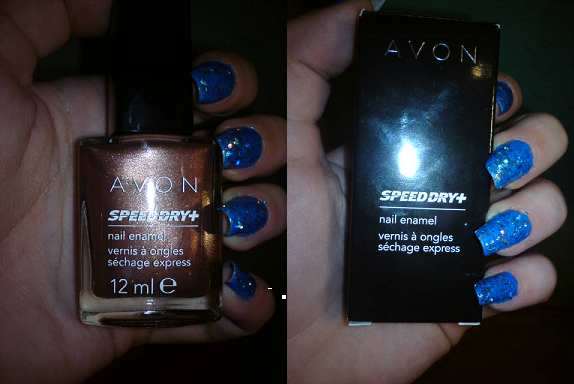 AVON
SPEEDDRY+
nail enamel
vernis à ongles
séchage express
12 ml e
AVON
SPEEDDRY+
nail enamel
vernis à ongles
séchage express